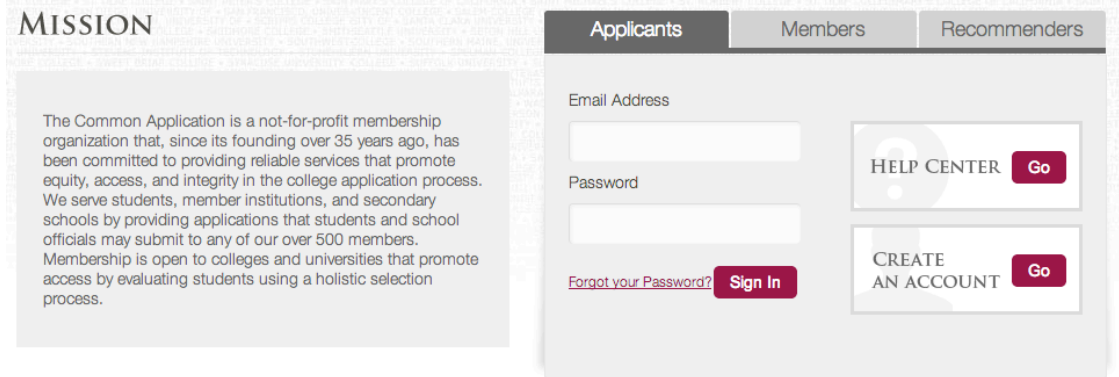 MISSION
The Common Application is a not-for-profit membership
organization that, since its founding over 35 years ago, has
been committed to providing reliable services that promote
equity, access, and integrity in the college application process.
We serve students, member institutions, and secondary
schools by providing applications that students and school
officials may submit to any of our over 500 members.
Membership is open to colleges and universities that promote
access by evaluating students using a holistic selection
process.
Applicants
Members
Recommenders
Email Address
Password
Forgot your Password?
Sign In
HELP CENTER
Go
CREATE
AN ACCOUNT
Go